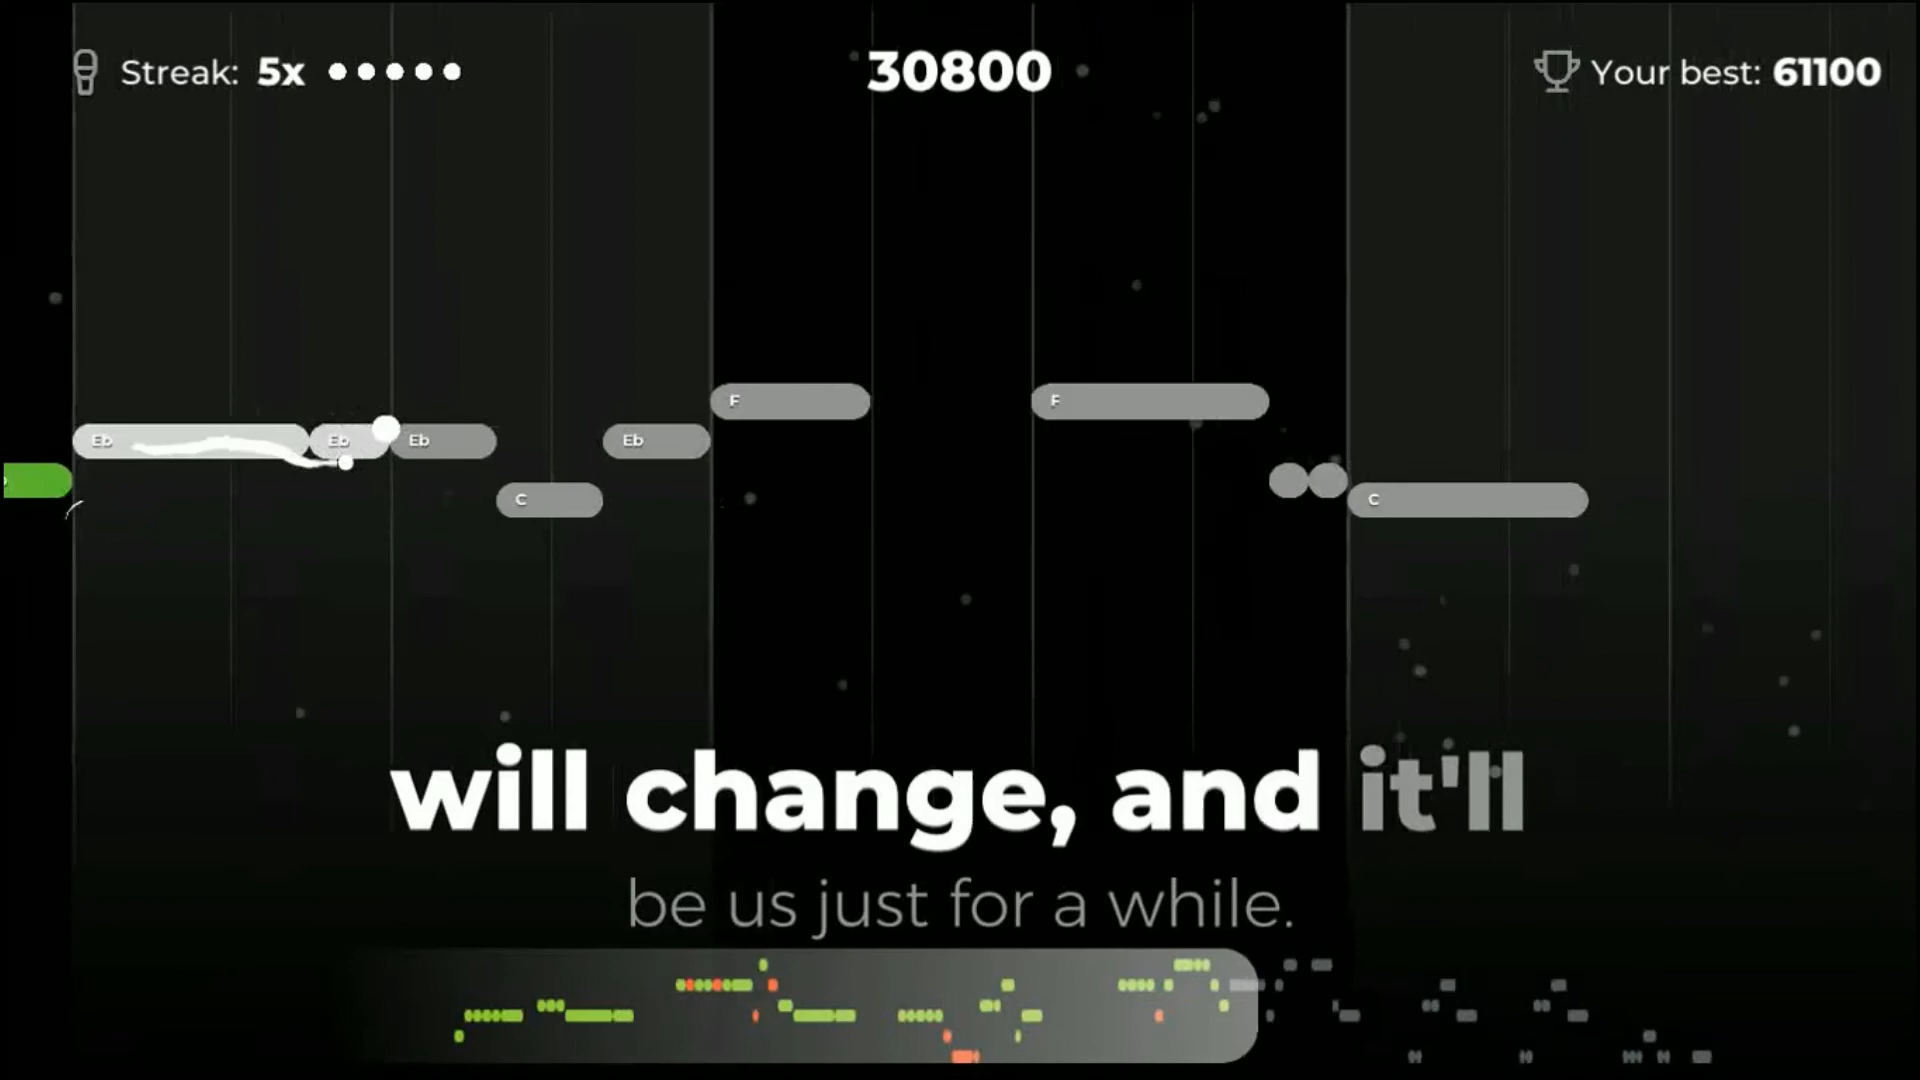 Streak: 5x
30800
Your best: 61100
F
F
Eb
Eb
Eb
Eb
C
C
will change, and it'll
be us just for a while.